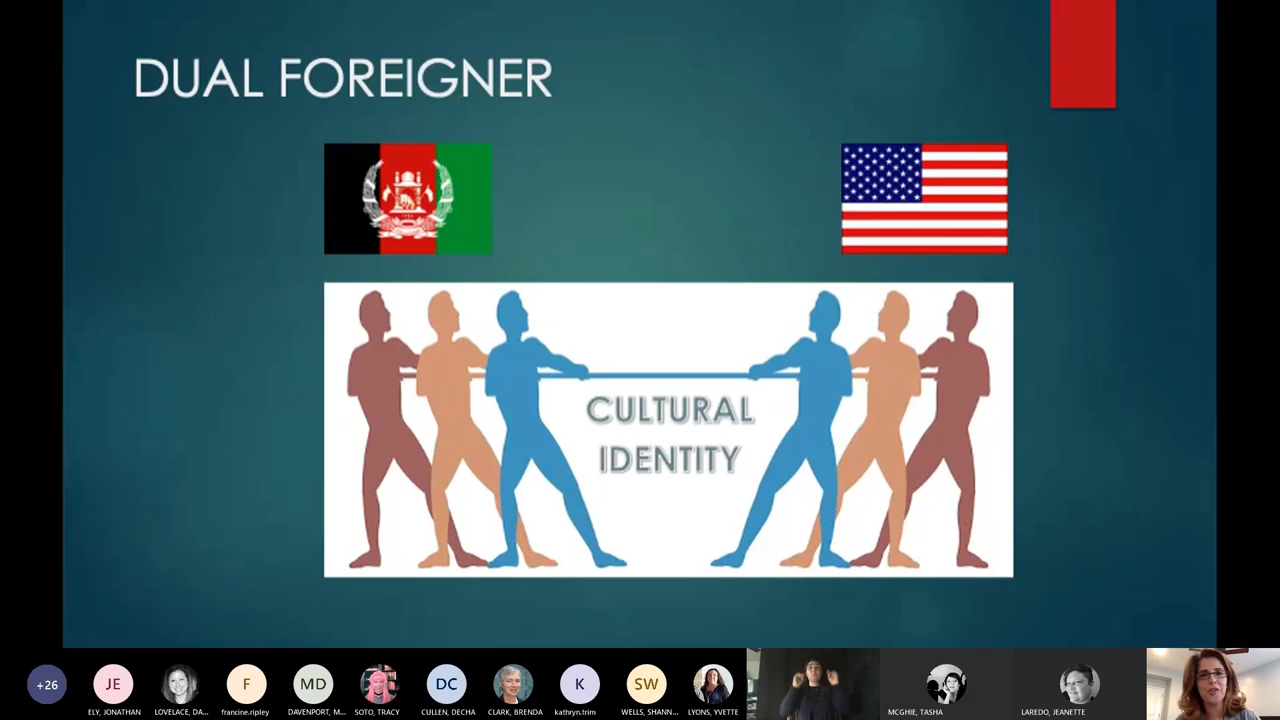 DUAL FOREIGNER
CULTURAL
IDENTITY
+26
JE
F
MD
DC
K
SW
ELY, JONATHAN
LOVELACE, DA...
francine.ripley
DAVENPORT, M...
SOTO, TRACY
CULLEN, DECHA
CLARK, BRENDA
kathryn.trim
WELLS, SHANN...
LYONS, YVETTE
MCGHIE, TASHA
LAREDO, JEANETTE